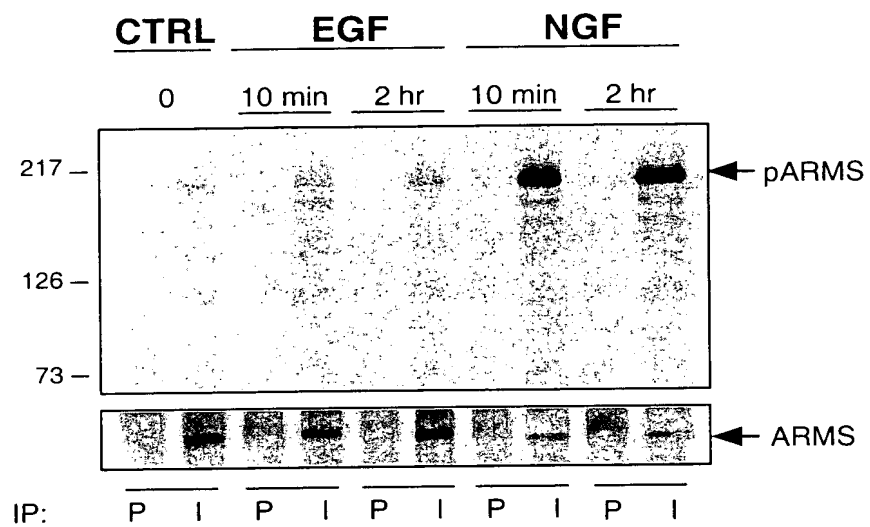 CTRL EGF NGF
0 10 min 2 hr 10 min 2 hr
217 pARMS
126
73
ARMS
IP: P I P I P I P I P I